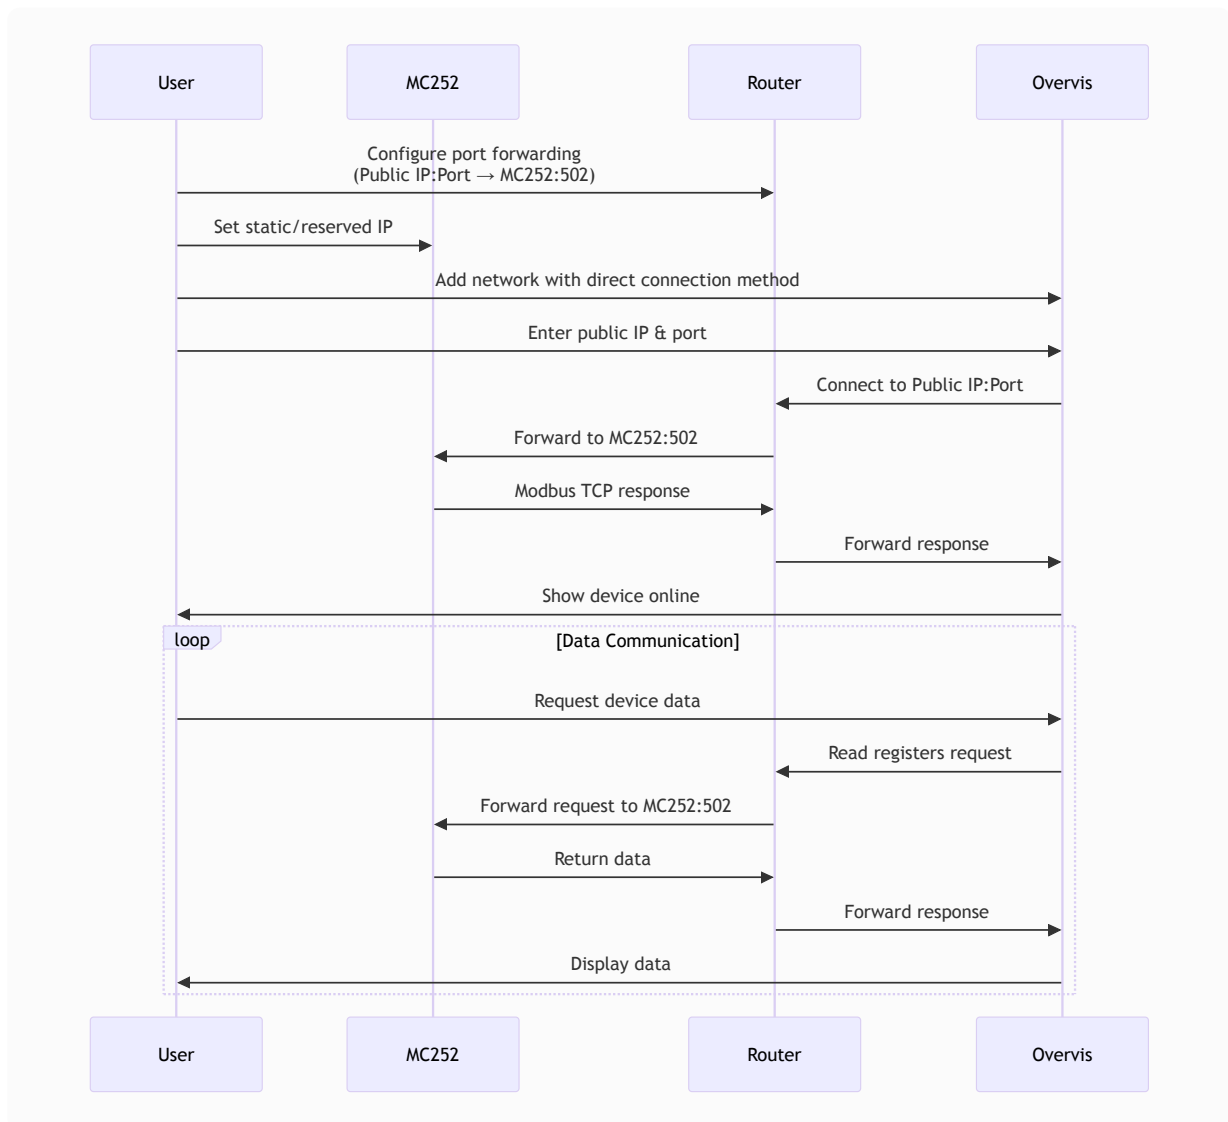 User
MC252
Router
Overvis
Configure port forwarding
(Public IP:Port → MC252:502)
Set static/reserved IP
Add network with direct connection method
Enter public IP & port
Connect to Public IP:Port
Forward to MC252:502
Modbus TCP response
Forward response
Show device online
loop
[Data Communication]
Request device data
Read registers request
Forward request to MC252:502
Return data
Forward response
Display data
User
MC252
Router
Overvis